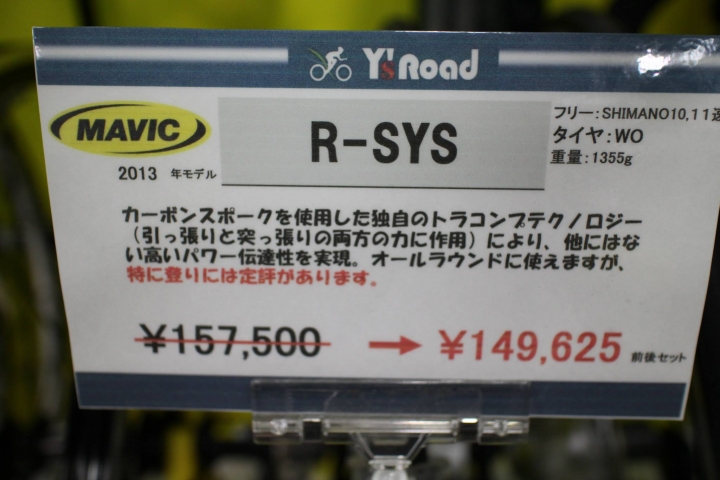 Y's Road
MAVIC
2013 年モデル
R-SYS
フリー：SHIMANO10,11速
タイヤ：WO
重量：1355g
カーボンスポークを使用した独自のトラコンプテクノロジー
（引っ張りと突っ張りの両方の力に作用）により、他にはな
い高いパワー伝達性を実現。オールラウンドに使えますが、
特に登りには定評があります。
¥157,500 → ¥149,625 前後セット